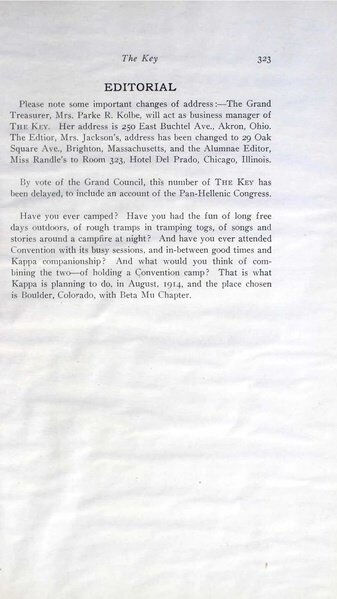 The Key 323
EDITORIAL
Please note some important changes of address:—The Grand
Treasurer, Mrs. Parke R. Kolbe, will act as business manager of
THE KEY. Her address is 250 East Buchtel Ave., Akron, Ohio.
The Edtior, Mrs. Jackson's, address has been changed to 29 Oak
Square Ave., Brighton, Massachusetts, and the Alumnae Editor,
Miss Randle's to Room 323, Hotel Del Prado, Chicago, Illinois.
By vote of the Grand Council, this number of THE KEY has
been delayed, to include an account of the Pan-Hellenic Congress.
Have you ever camped? Have you had the fun of long free
days outdoors, of rough tramps in tramping togs, of songs and
stories around a campfire at night? And have you ever attended
Convention with its busy sessions, and in-between good times and
Kappa companionship? And what would you think of com-
bining the two—of holding a Convention camp? That is what
Kappa is planning to do, in August, 1914, and the place chosen
is Boulder, Colorado, with Beta Mu Chapter.